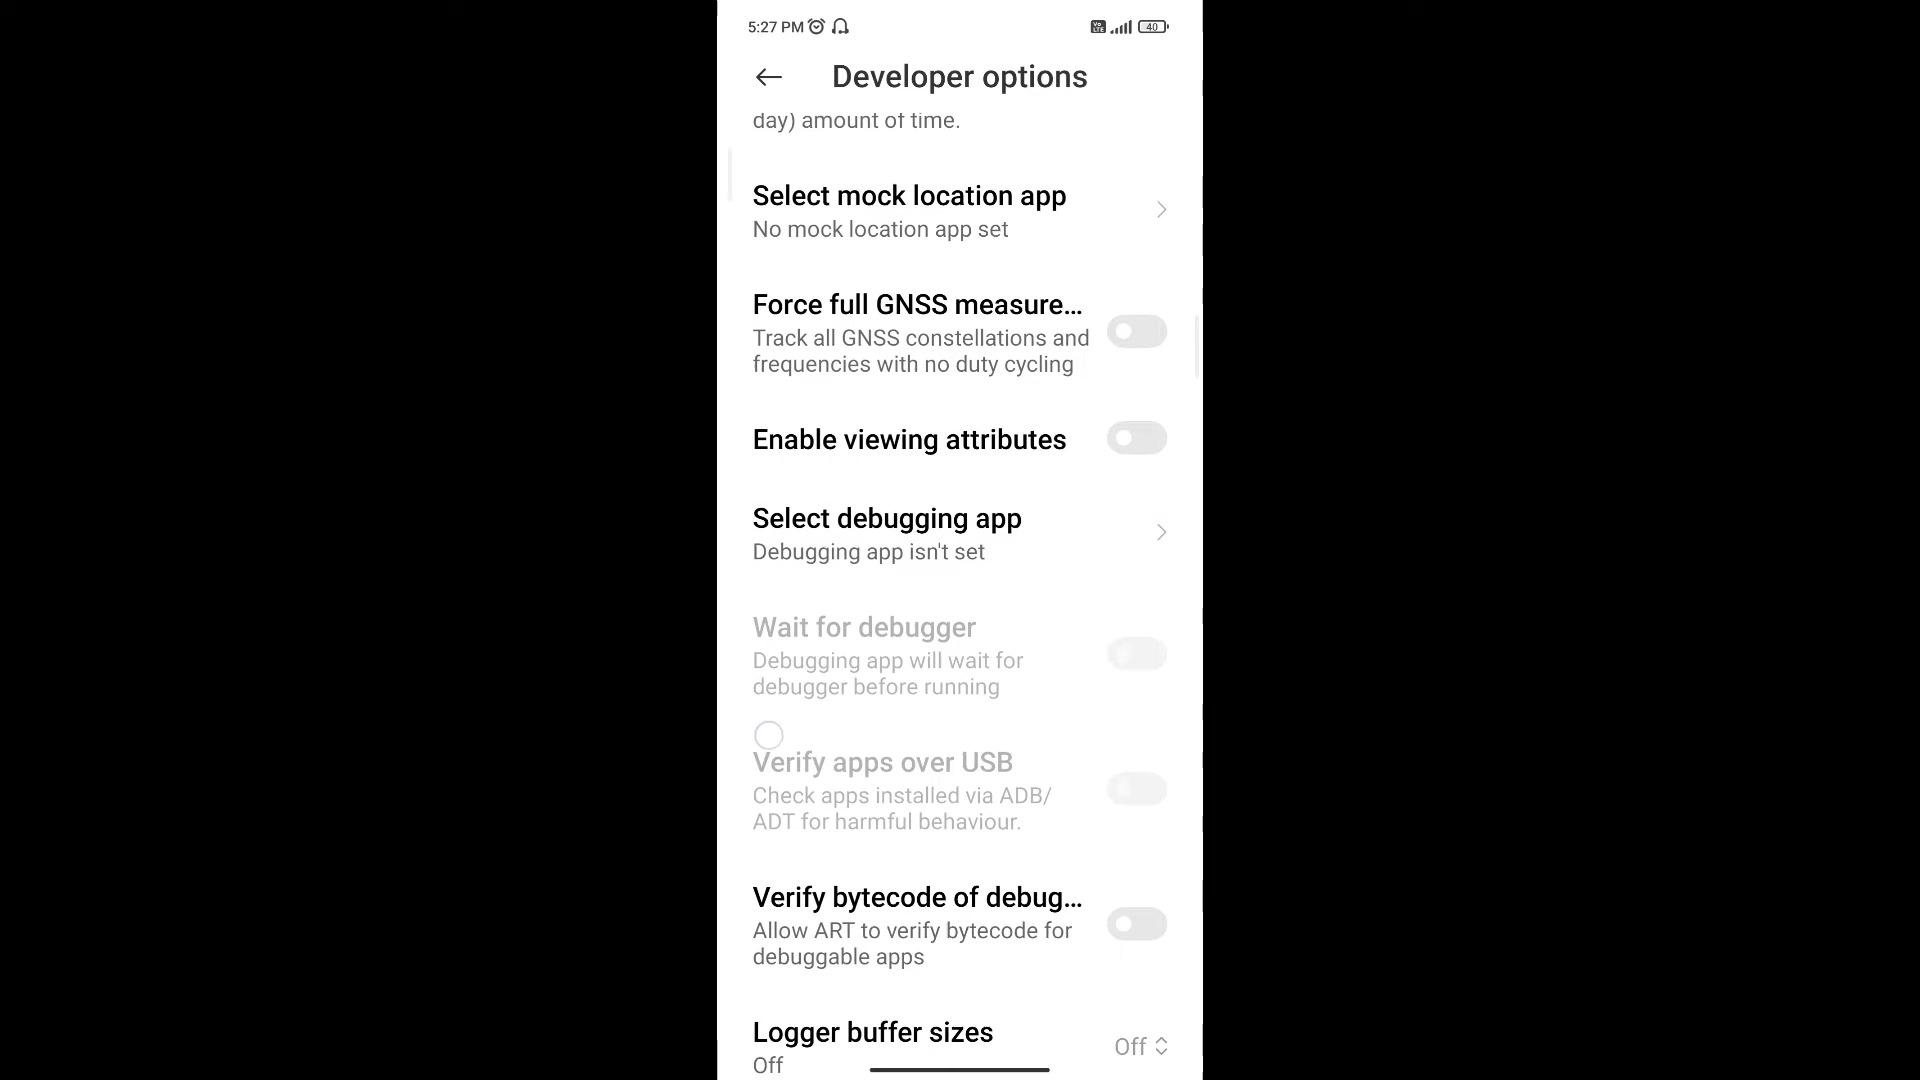 5:27 PM
Vo LTE 40
Developer options
day) amount of time.
Select mock location app
No mock location app set
Force full GNSS measure...
Track all GNSS constellations and
frequencies with no duty cycling
Enable viewing attributes
Select debugging app
Debugging app isn't set
Wait for debugger
Debugging app will wait for
debugger before running
Verify apps over USB
Check apps installed via ADB/
ADT for harmful behaviour.
Verify bytecode of debug...
Allow ART to verify bytecode for
debuggable apps
Logger buffer sizes
Off
Off